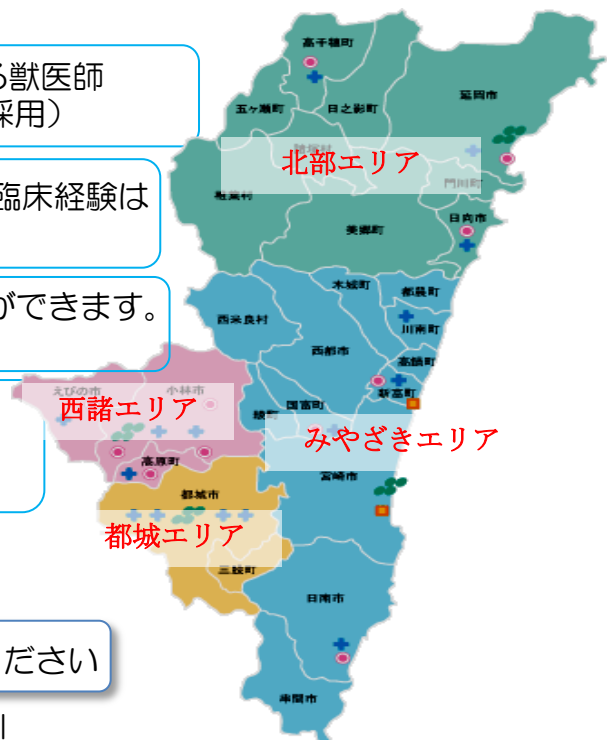 る獣医師
採用）
臨床経験は
ができます。
ださい
高千穂町
五ヶ瀬町
日之影町
延岡市
諸塚村
北部エリア
椎葉村
門川町
日向市
美郷町
木城町
都農町
西米良村
川南町
西都市
高鍋町
新富町
えびの市
小林市
西諸エリア
国富町
綾町
みやざきエリア
高原町
宮崎市
都城市
都城エリア
三股町
日南市
串間市